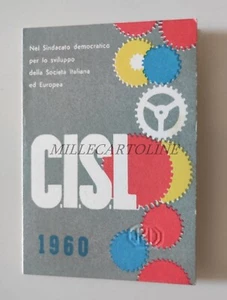 Nel Sindacato democratico
per lo sviluppo
della Società Italiana
ed Europea
MILLECARTOLINE
C.I.S.L
1960